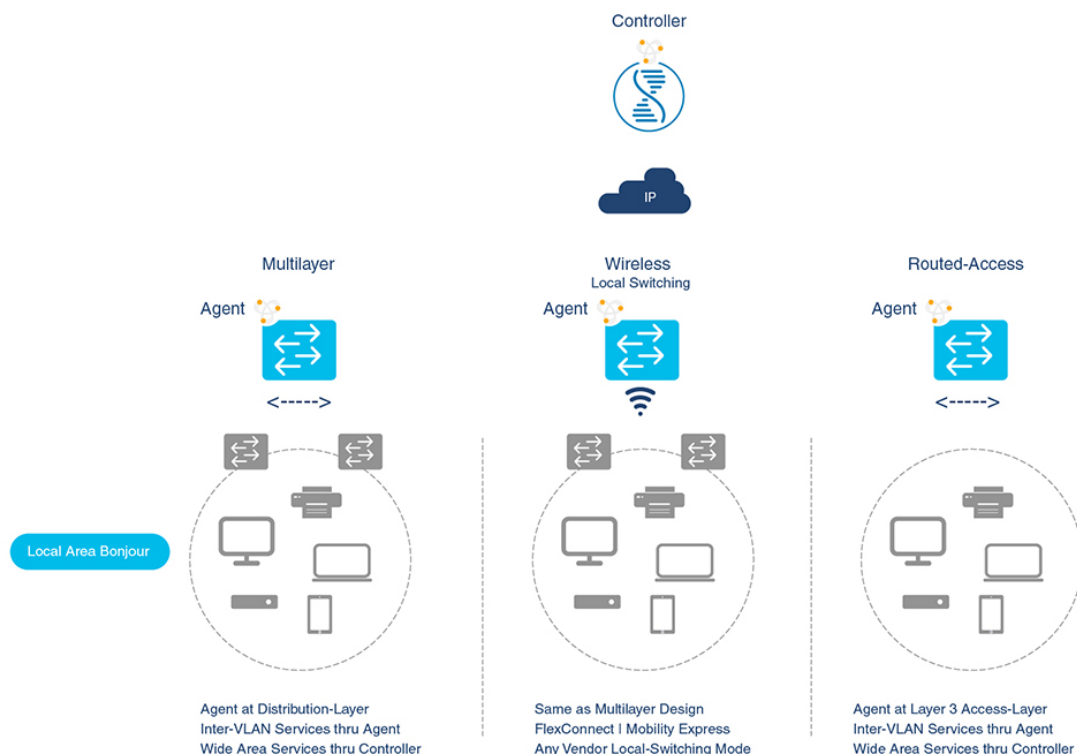 Controller
IP
Multilayer
Wireless
Local Switching
Routed-Access
Agent
Agent
Agent
<----->
<----->
Local Area Bonjour
Agent at Distribution-Layer
Inter-VLAN Services thru Agent
Wide Area Services thru Controller
Same as Multilayer Design
FlexConnect | Mobility Express
Any Vendor Local-Switching Mode
Agent at Layer 3 Access-Layer
Inter-VLAN Services thru Agent
Wide Area Services thru Controller